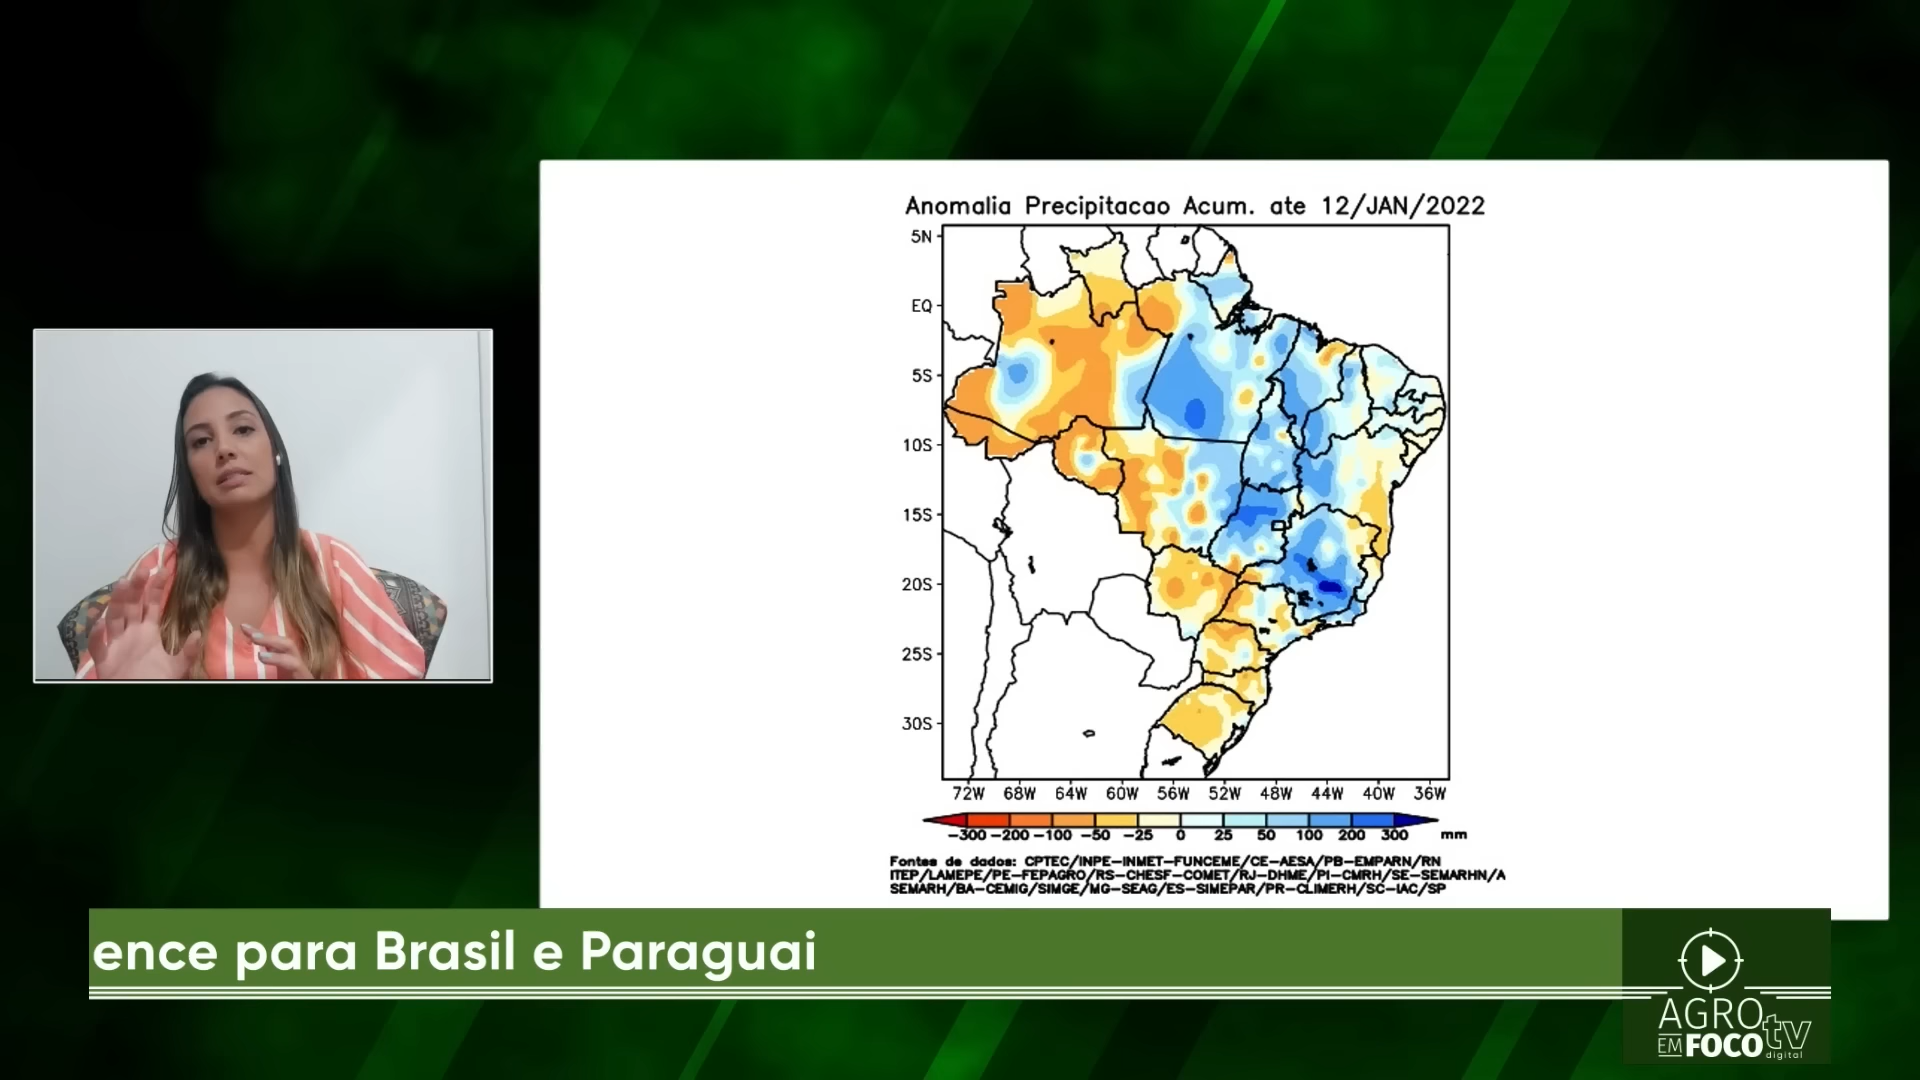 Anomalia Precipitacao Acum. ate 12/JAN/2022
5N
EQ
5S
10S
15S
20S
25S
30S
72W 68W 64W 60W 56W 52W 48W 44W 40W 36W
-300 -200 -100 -50 -25 0 25 50 100 200 300 mm
Fontes de dados: CPTEC/INPE-INMET-FUNCEME/CE-AESA/PB-EMPARN/RN
ITEP/LAMEPE/PE-FEPAGRO/RS-CHESF-COMET/RJ-DHME/PI-CMRH/SE-SEMARHN/A
SEMARH/BA-CEMIG/SIMGE/MG-SEAG/ES-SIMEPAR/PR-CLIMERH/SC-IAC/SP
ence para Brasil e Paraguai
AGRO
EM FOCO tv
digital